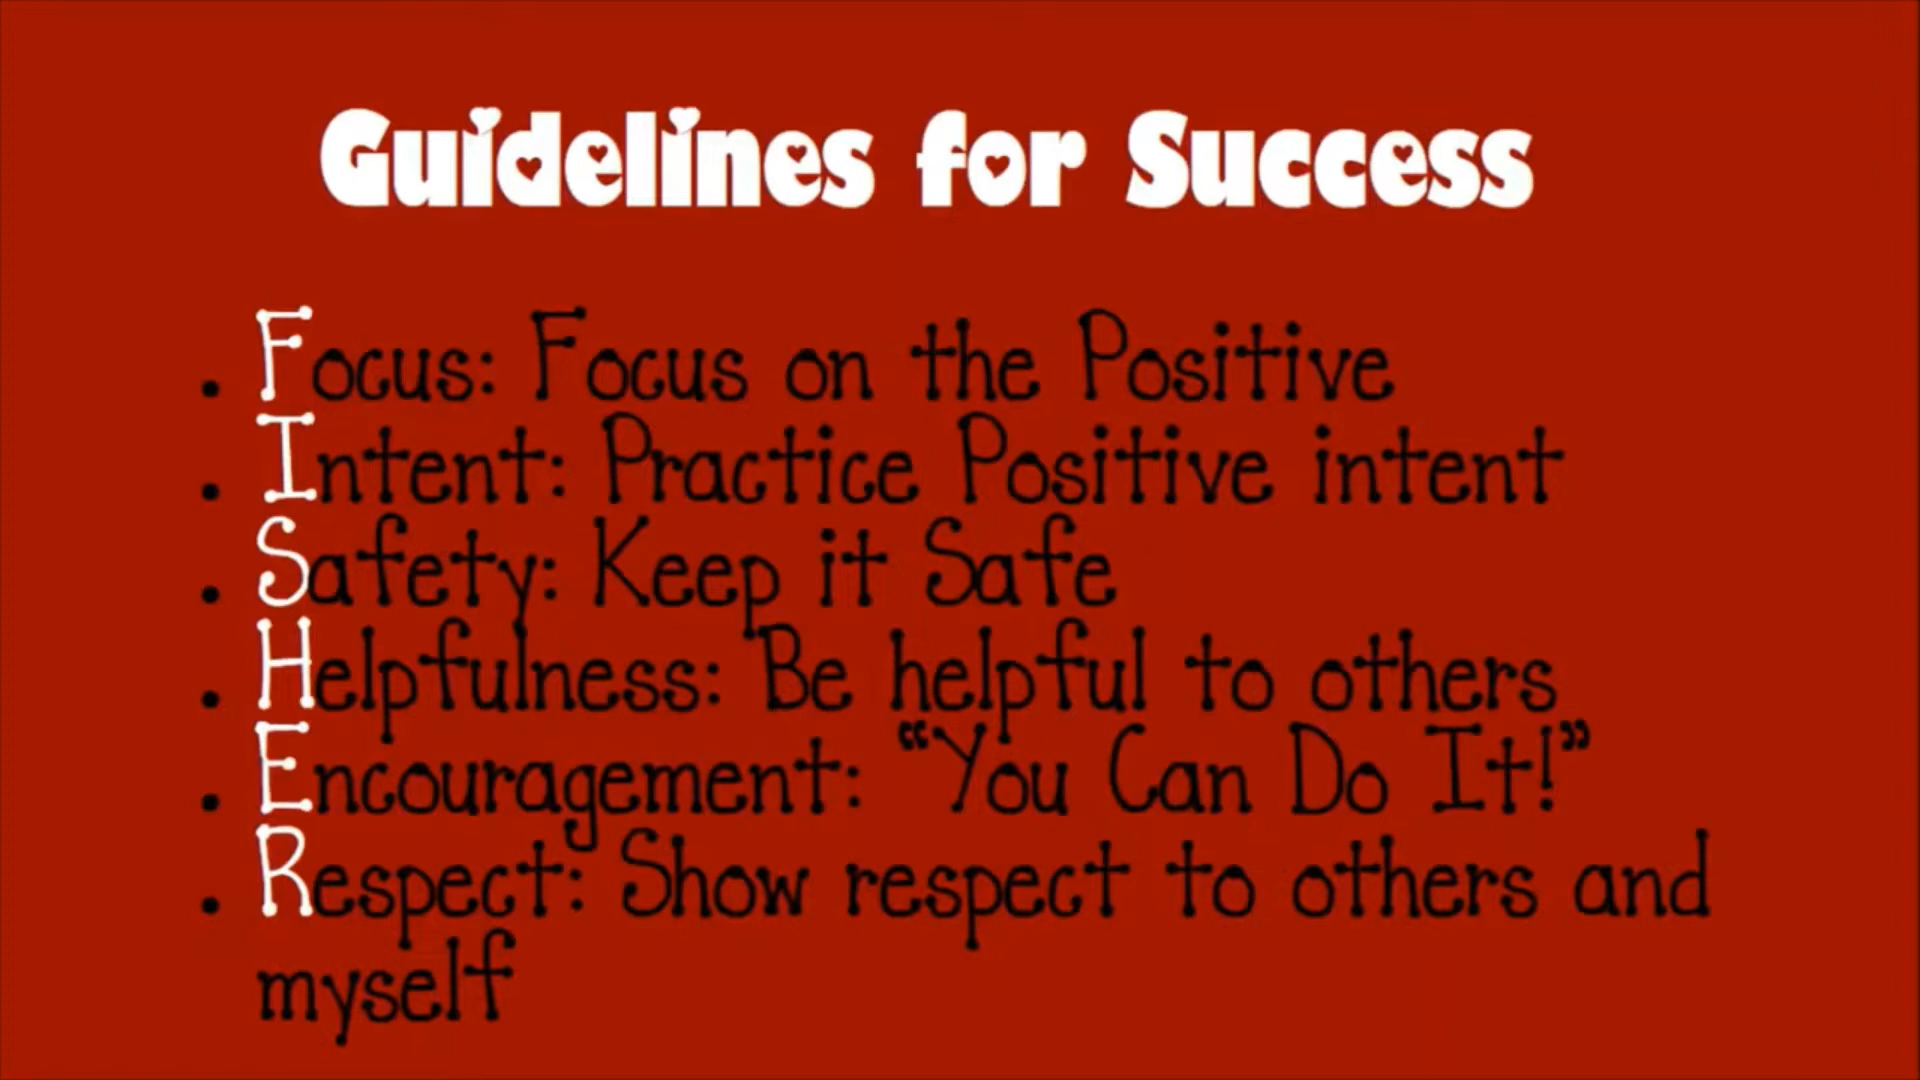 Guidelines for Success
• Focus: Focus on the Positive
• Intent: Practice Positive intent
• Safety: Keep it Safe
• Helpfulness: Be helpful to others
• Encouragement: “You Can Do It!”
• Respect: Show respect to others and
myself